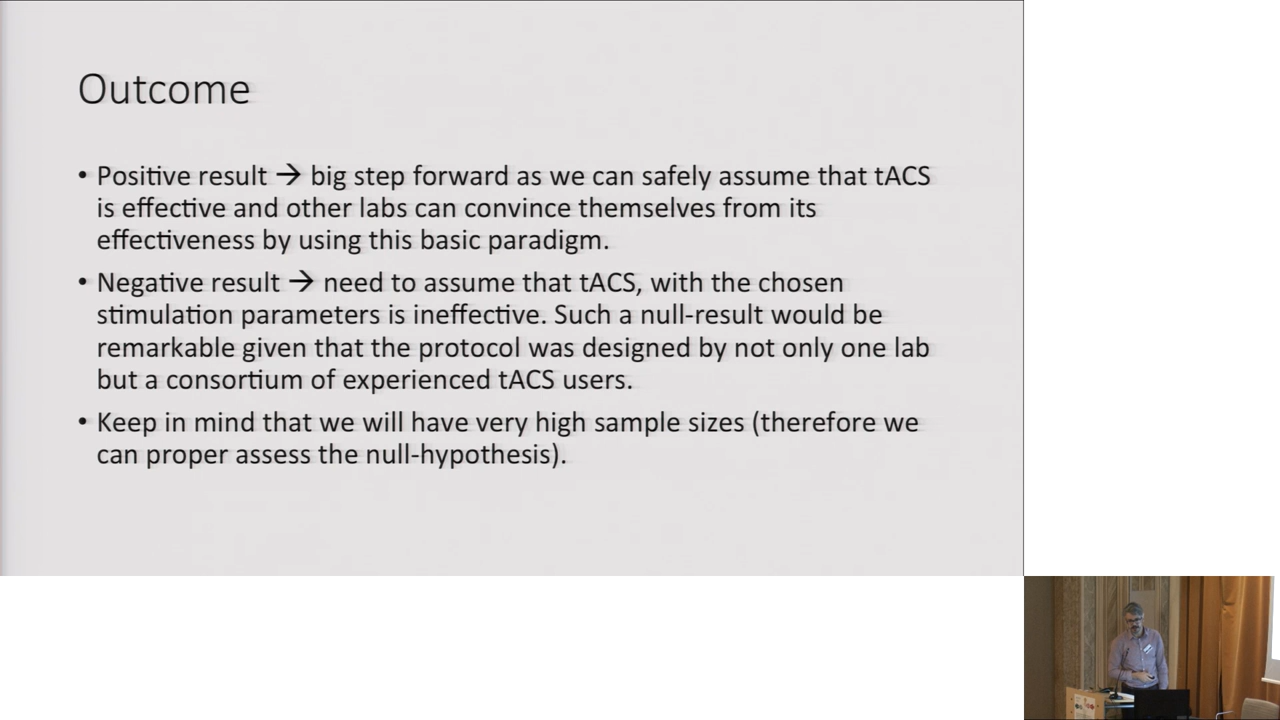 Outcome
• Positive result → big step forward as we can safely assume that tACS
is effective and other labs can convince themselves from its
effectiveness by using this basic paradigm.
• Negative result → need to assume that tACS, with the chosen
stimulation parameters is ineffective. Such a null-result would be
remarkable given that the protocol was designed by not only one lab
but a consortium of experienced tACS users.
• Keep in mind that we will have very high sample sizes (therefore we
can proper assess the null-hypothesis).